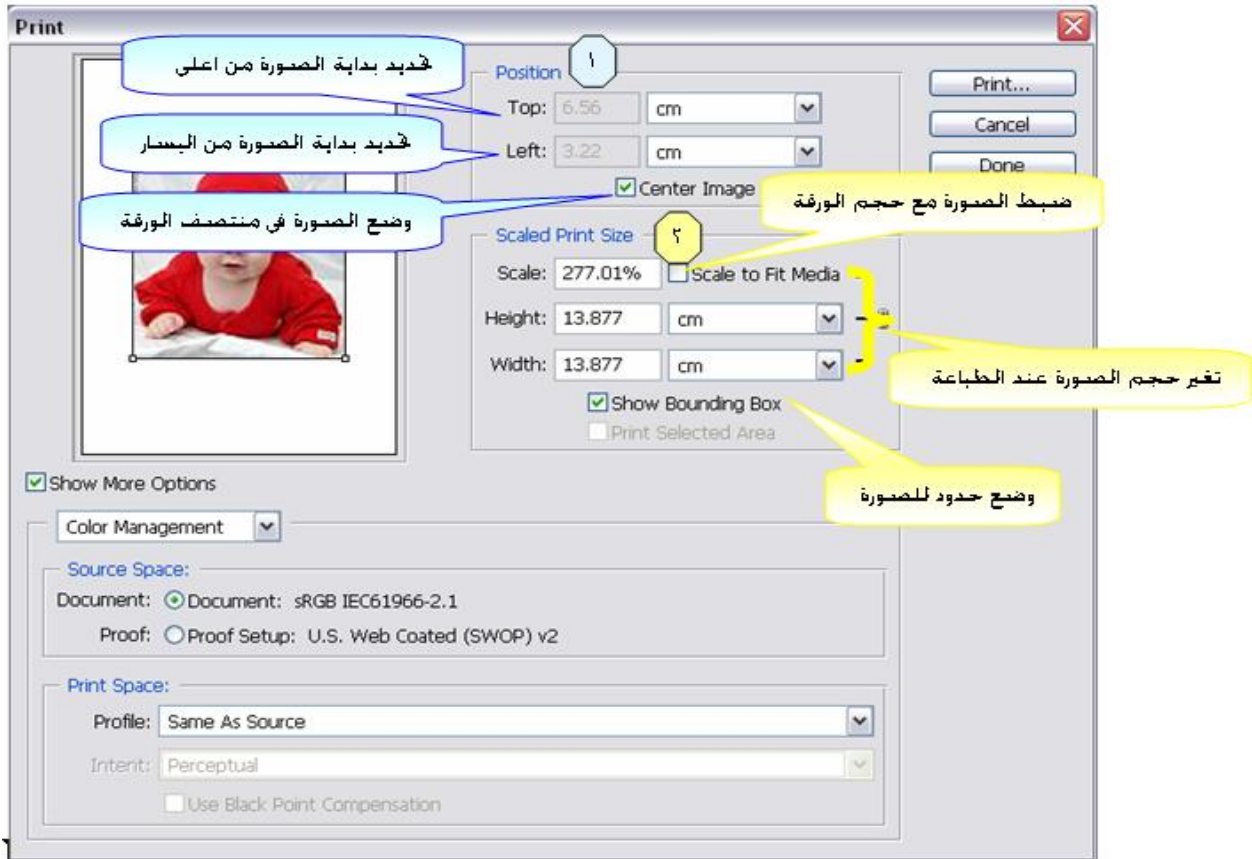 Print
تحديد بداية الصورة من اعلى
Position
١
Top: 6.56 cm
Print...
تحديد بداية الصورة من اليسار
Left: 3.22 cm
Cancel
Done
Center Image
وضع الصورة فى منتصف الورقة
ضبط الصورة مع حجم الورقة
Scaled Print Size
٢
Scale: 277.01% Scale to Fit Media
Height: 13.877 cm
Width: 13.877 cm
تغير حجم الصورة عند الطباعة
Show Bounding Box
Print Selected Area
وضع حدود للصورة
Show More Options
Color Management
Source Space:
Document: Document: sRGB IEC61966-2.1
Proof: Proof Setup: U.S. Web Coated (SWOP) v2
Print Space:
Profile: Same As Source
Intent: Perceptual
Use Black Point Compensation